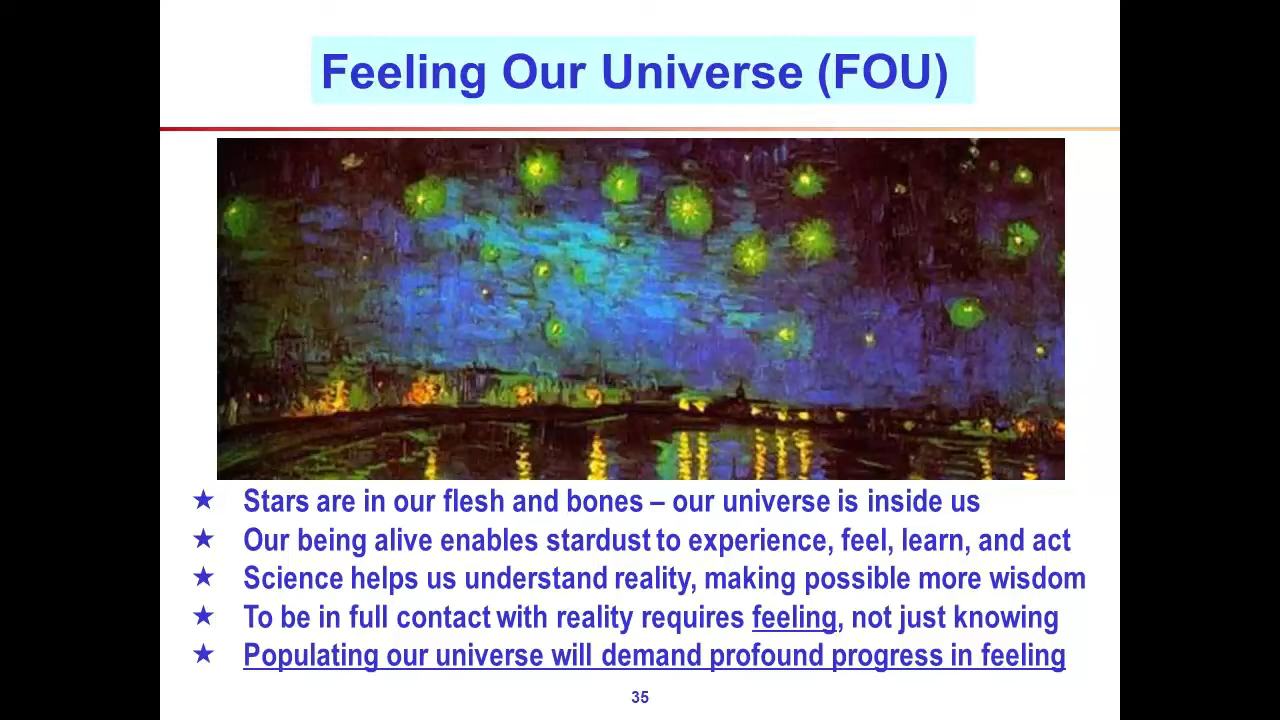 Feeling Our Universe (FOU)
★ Stars are in our flesh and bones – our universe is inside us
★ Our being alive enables stardust to experience, feel, learn, and act
★ Science helps us understand reality, making possible more wisdom
★ To be in full contact with reality requires feeling, not just knowing
★ Populating our universe will demand profound progress in feeling
35